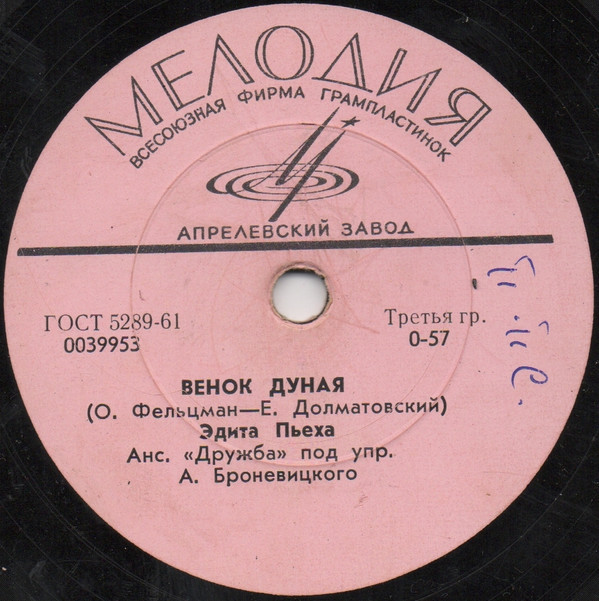 МЕЛОДИЯ
ВСЕСОЮЗНАЯ ФИРМА ГРАМПЛАСТИНОК
АПРЕЛЕВСКИЙ ЗАВОД
ГОСТ 5289-61
0039953
Третья гр.
0-57
ВЕНОК ДУНАЯ
(О. Фельцман—Е. Долматовский)
Эдита Пьеха
Анс. «Дружба» под упр.
А. Броневицкого